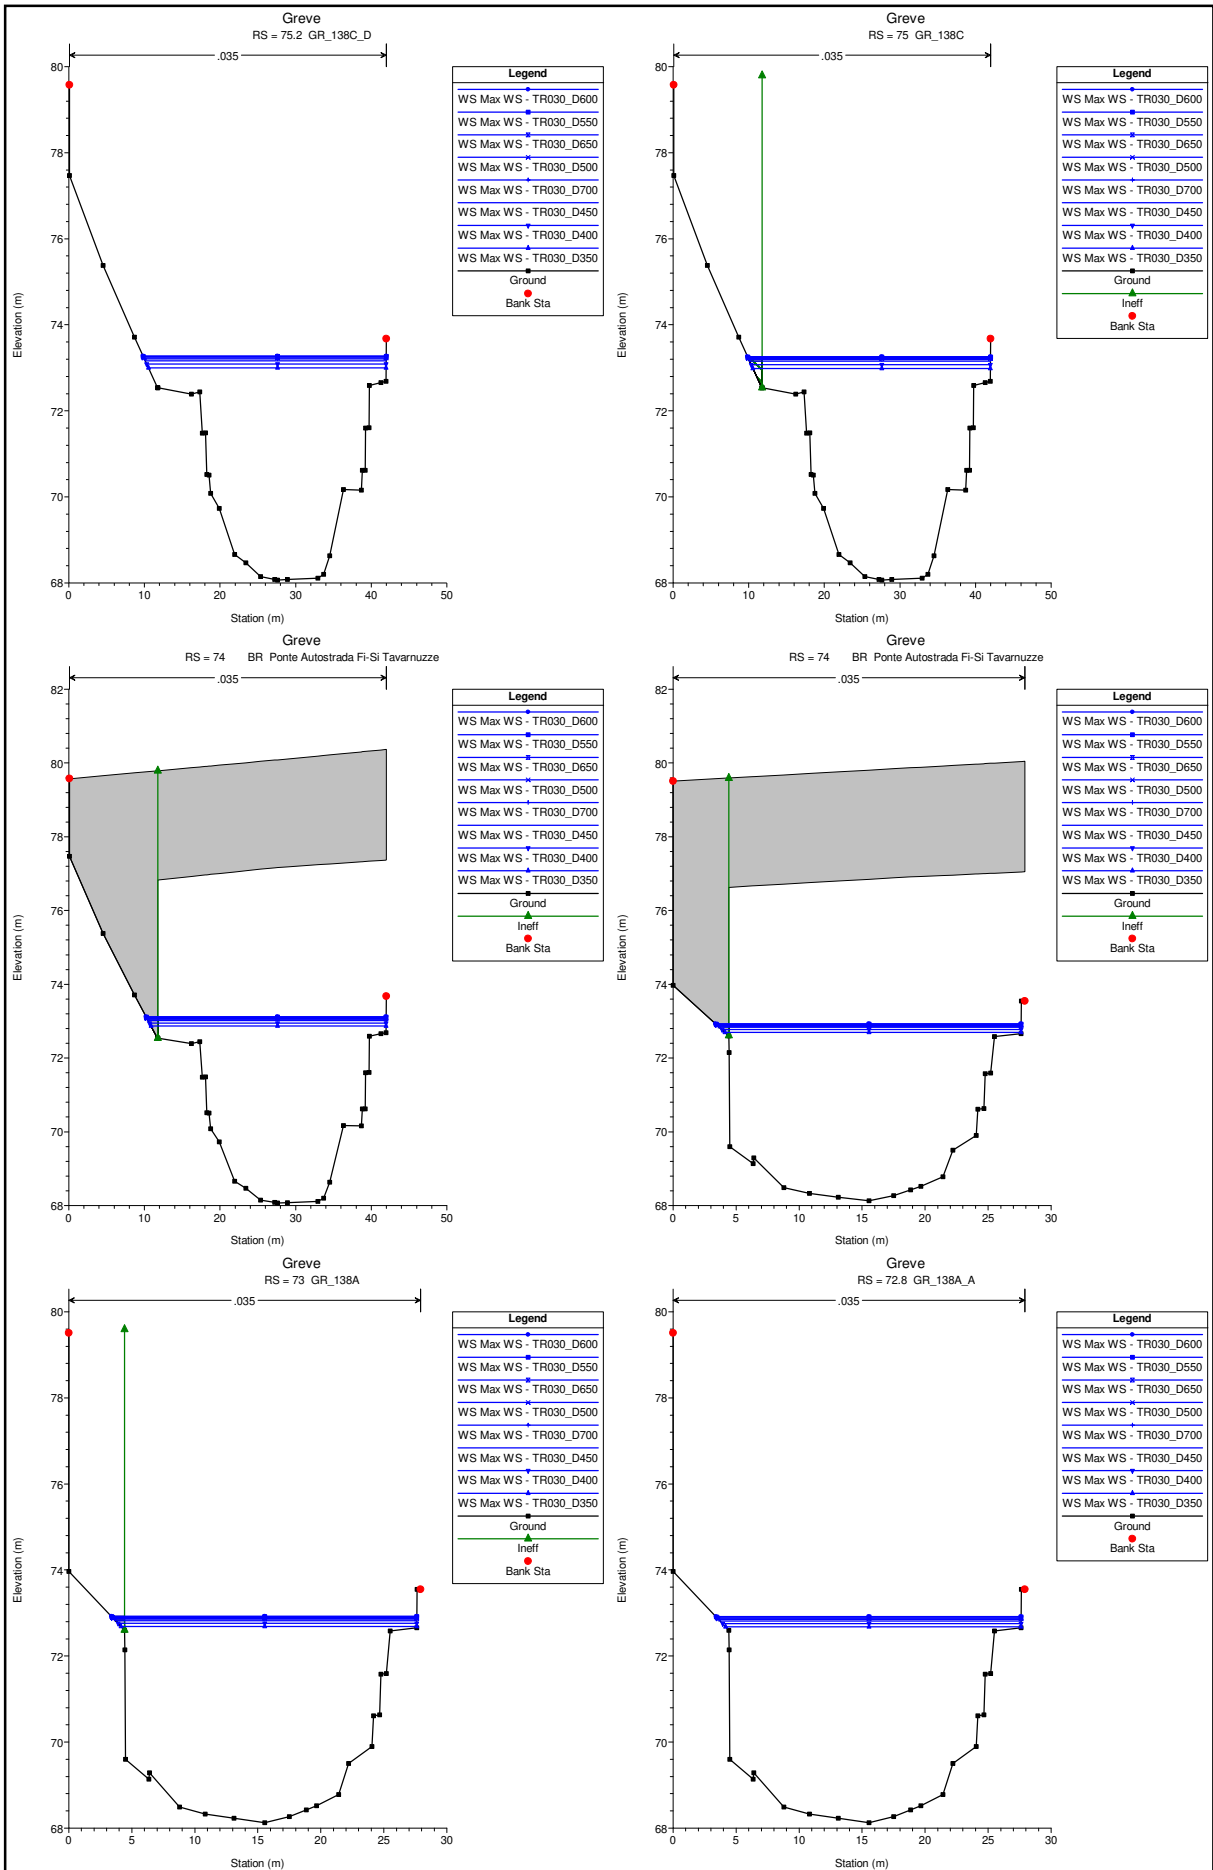 Greve
RS = 75.2 GR_138C_D
.035
Elevation (m)
80
78
76
74
72
70
68
0 10 20 30 40 50
Station (m)
Legend
WS Max WS - TR030_D600
WS Max WS - TR030_D550
WS Max WS - TR030_D650
WS Max WS - TR030_D500
WS Max WS - TR030_D700
WS Max WS - TR030_D450
WS Max WS - TR030_D400
WS Max WS - TR030_D350
Ground
Bank Sta
Greve
RS = 75 GR_138C
.035
Elevation (m)
80
78
76
74
72
70
68
0 10 20 30 40 50
Station (m)
Legend
WS Max WS - TR030_D600
WS Max WS - TR030_D550
WS Max WS - TR030_D650
WS Max WS - TR030_D500
WS Max WS - TR030_D700
WS Max WS - TR030_D450
WS Max WS - TR030_D400
WS Max WS - TR030_D350
Ground
Ineff
Bank Sta
Greve
RS = 74 BR Ponte Autostrada Fi-Si Tavarnuzze
.035
Elevation (m)
82
80
78
76
74
72
70
68
0 10 20 30 40 50
Station (m)
Legend
WS Max WS - TR030_D600
WS Max WS - TR030_D550
WS Max WS - TR030_D650
WS Max WS - TR030_D500
WS Max WS - TR030_D700
WS Max WS - TR030_D450
WS Max WS - TR030_D400
WS Max WS - TR030_D350
Ground
Ineff
Bank Sta
Greve
RS = 74 BR Ponte Autostrada Fi-Si Tavarnuzze
.035
Elevation (m)
82
80
78
76
74
72
70
68
0 5 10 15 20 25 30
Station (m)
Legend
WS Max WS - TR030_D600
WS Max WS - TR030_D550
WS Max WS - TR030_D650
WS Max WS - TR030_D500
WS Max WS - TR030_D700
WS Max WS - TR030_D450
WS Max WS - TR030_D400
WS Max WS - TR030_D350
Ground
Ineff
Bank Sta
Greve
RS = 73 GR_138A
.035
Elevation (m)
80
78
76
74
72
70
68
0 5 10 15 20 25 30
Station (m)
Legend
WS Max WS - TR030_D600
WS Max WS - TR030_D550
WS Max WS - TR030_D650
WS Max WS - TR030_D500
WS Max WS - TR030_D700
WS Max WS - TR030_D450
WS Max WS - TR030_D400
WS Max WS - TR030_D350
Ground
Ineff
Bank Sta
Greve
RS = 72.8 GR_138A_A
.035
Elevation (m)
80
78
76
74
72
70
68
0 5 10 15 20 25 30
Station (m)
Legend
WS Max WS - TR030_D600
WS Max WS - TR030_D550
WS Max WS - TR030_D650
WS Max WS - TR030_D500
WS Max WS - TR030_D700
WS Max WS - TR030_D450
WS Max WS - TR030_D400
WS Max WS - TR030_D350
Ground
Bank Sta